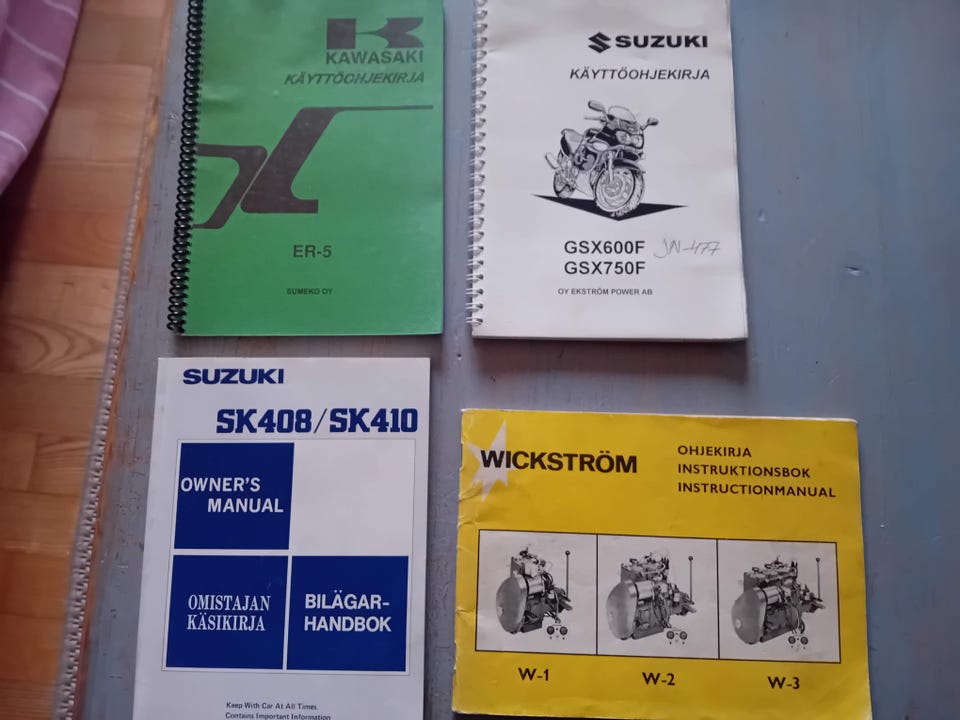 KAWASAKI
KÄYTTÖOHJEKIRJA
ER-5
SUMEKO OY
SUZUKI
KÄYTTÖOHJEKIRJA
GSX600F JN-477
GSX750F
OY EKSTRÖM POWER AB
SUZUKI
SK408/SK410
OWNER'S
MANUAL
OMISTAJAN
KÄSIKIRJA
BILÄGAR-
HANDBOK
Keep With Car At All Times.
Contains Important Information
WICKSTRÖM
OHJEKIRJA
INSTRUKTIONSBOK
INSTRUCTIONMANUAL
W-1
W-2
W-3